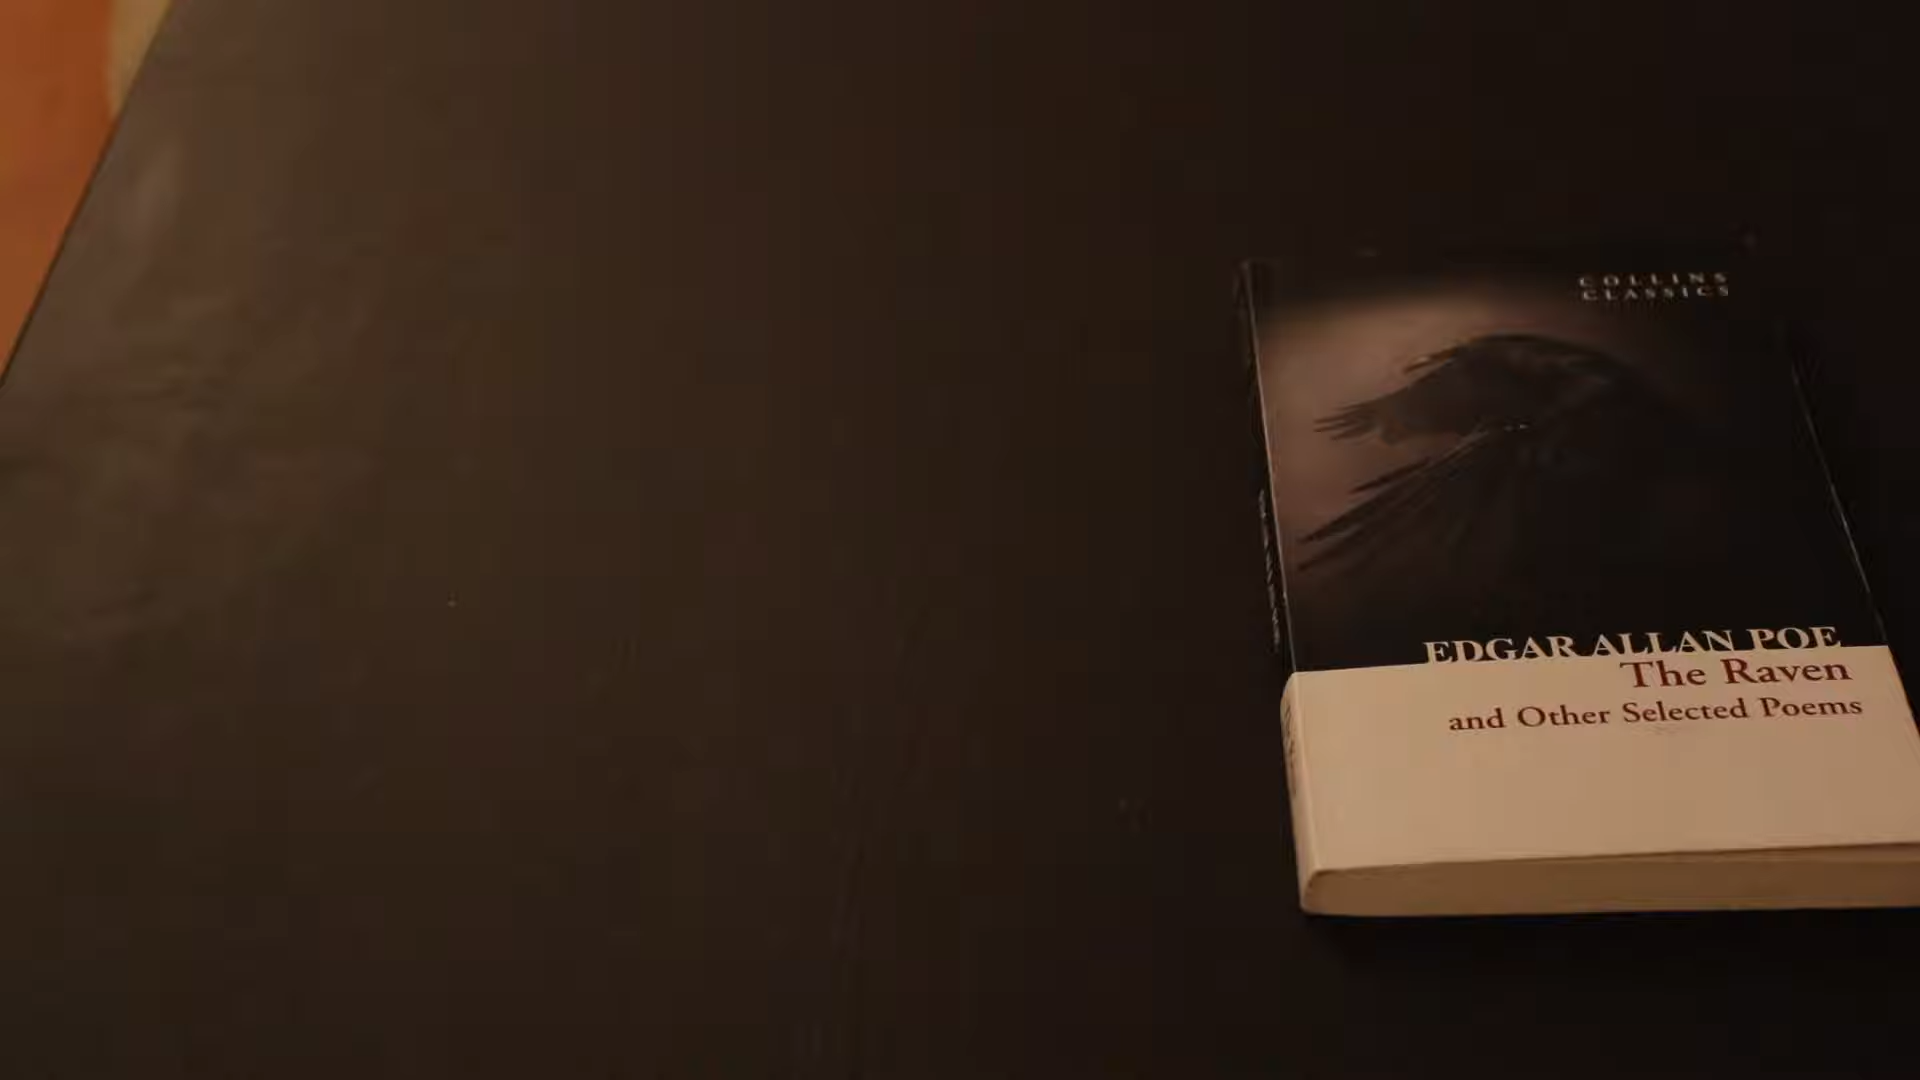 COLLINS
CLASSICS
EDGAR ALLAN POE
The Raven
and Other Selected Poems